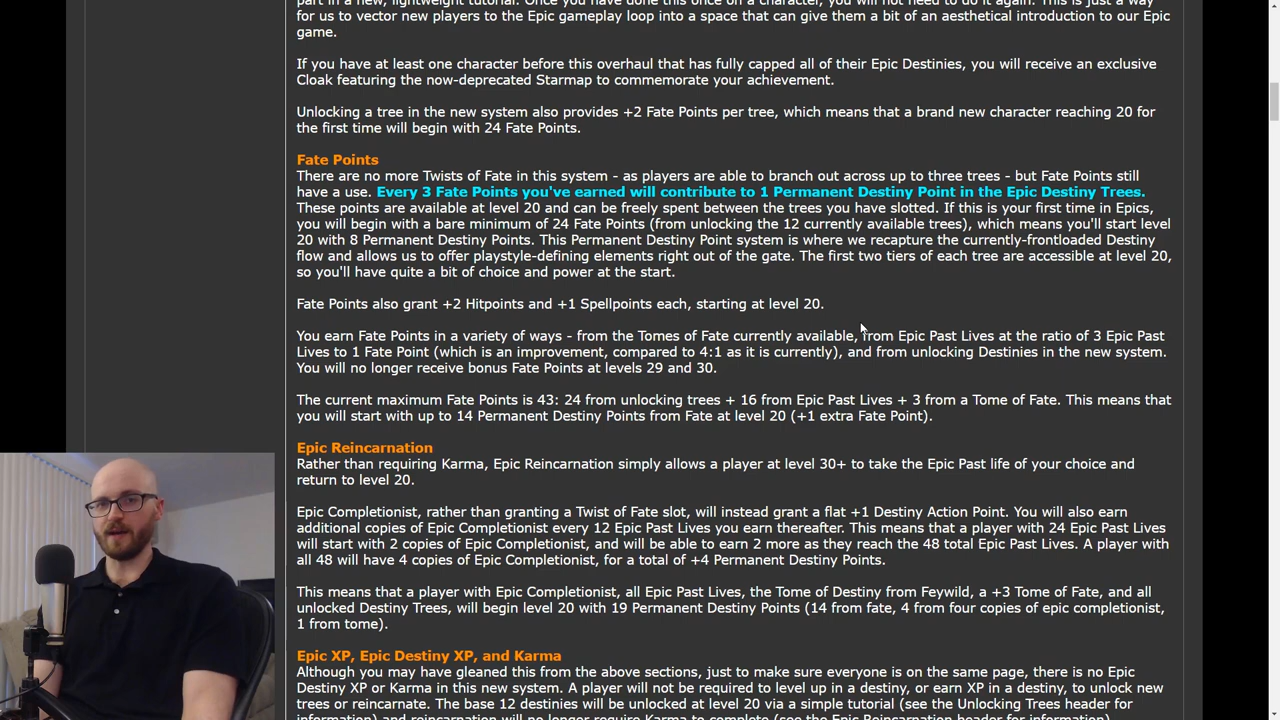 part in a new, lightweight tutorial. Once you have done this once on a character, you will not need to do it again. This is just a way
for us to vector new players to the Epic gameplay loop into a space that can give them a bit of an aesthetical introduction to our Epic
game.
If you have at least one character before this overhaul that has fully capped all of their Epic Destinies, you will receive an exclusive
Cloak featuring the now-deprecated Starmap to commemorate your achievement.
Unlocking a tree in the new system also provides +2 Fate Points per tree, which means that a brand new character reaching 20 for
the first time will begin with 24 Fate Points.
Fate Points
There are no more Twists of Fate in this system - as players are able to branch out across up to three trees - but Fate Points still
have a use. Every 3 Fate Points you've earned will contribute to 1 Permanent Destiny Point in the Epic Destiny Trees.
These points are available at level 20 and can be freely spent between the trees you have slotted. If this is your first time in Epics,
you will begin with a bare minimum of 24 Fate Points (from unlocking the 12 currently available trees), which means you'll start level
20 with 8 Permanent Destiny Points. This Permanent Destiny Point system is where we recapture the currently-frontloaded Destiny
flow and allows us to offer playstyle-defining elements right out of the gate. The first two tiers of each tree are accessible at level 20,
so you'll have quite a bit of choice and power at the start.
Fate Points also grant +2 Hitpoints and +1 Spellpoints each, starting at level 20.
You earn Fate Points in a variety of ways - from the Tomes of Fate currently available, from Epic Past Lives at the ratio of 3 Epic Past
Lives to 1 Fate Point (which is an improvement, compared to 4:1 as it is currently), and from unlocking Destinies in the new system.
You will no longer receive bonus Fate Points at levels 29 and 30.
The current maximum Fate Points is 43: 24 from unlocking trees + 16 from Epic Past Lives + 3 from a Tome of Fate. This means that
you will start with up to 14 Permanent Destiny Points from Fate at level 20 (+1 extra Fate Point).
Epic Reincarnation
Rather than requiring Karma, Epic Reincarnation simply allows a player at level 30+ to take the Epic Past life of your choice and
return to level 20.
Epic Completionist, rather than granting a Twist of Fate slot, will instead grant a flat +1 Destiny Action Point. You will also earn
additional copies of Epic Completionist every 12 Epic Past Lives you earn thereafter. This means that a player with 24 Epic Past Lives
will start with 2 copies of Epic Completionist, and will be able to earn 2 more as they reach the 48 total Epic Past Lives. A player with
all 48 will have 4 copies of Epic Completionist, for a total of +4 Permanent Destiny Points.
This means that a player with Epic Completionist, all Epic Past Lives, the Tome of Destiny from Feywild, a +3 Tome of Fate, and all
unlocked Destiny Trees, will begin level 20 with 19 Permanent Destiny Points (14 from fate, 4 from four copies of epic completionist,
1 from tome).
Epic XP, Epic Destiny XP, and Karma
Although you may have gleaned this from the above sections, just to make sure everyone is on the same page, there is no Epic
Destiny XP or Karma in this new system. A player will not be required to level up in a destiny, or earn XP in a destiny, to unlock new
trees or reincarnate. The base 12 destinies will be unlocked at level 20 via a simple tutorial (see the Unlocking Trees header for
information) and reincarnation will no longer require Karma to complete (see the Epic Reincarnation header for information).